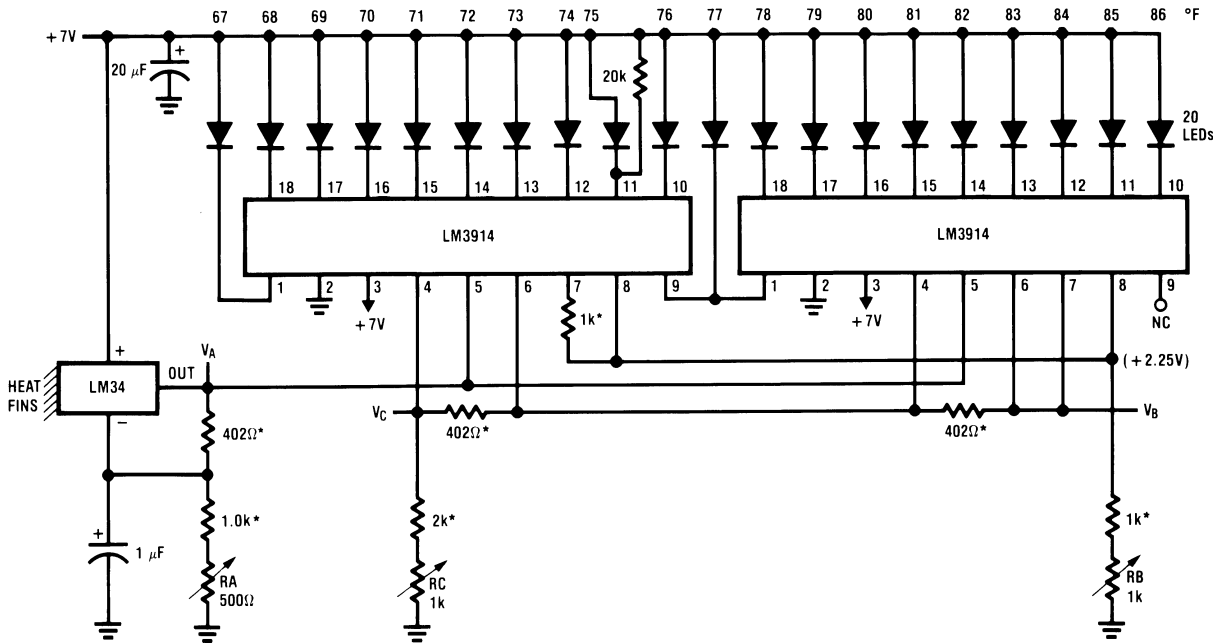 67 68 69 70 71 72 73 74 75 76 77 78 79 80 81 82 83 84 85 86 °F
+7V
20 μF
+
20k
20 LEDs
18 17 16 15 14 13 12 11 10
LM3914
1 2 3 4 5 6 7 8 9
+7V
18 17 16 15 14 13 12 11 10
LM3914
1 2 3 4 5 6 7 8 9
+7V
NC
1k*
(+2.25V)
HEAT FINS
LM34
+
−
OUT
VA
402Ω*
VC
402Ω*
402Ω*
VB
+
1 μF
1.0k*
RA
500Ω
2k*
RC
1k
1k*
RB
1k